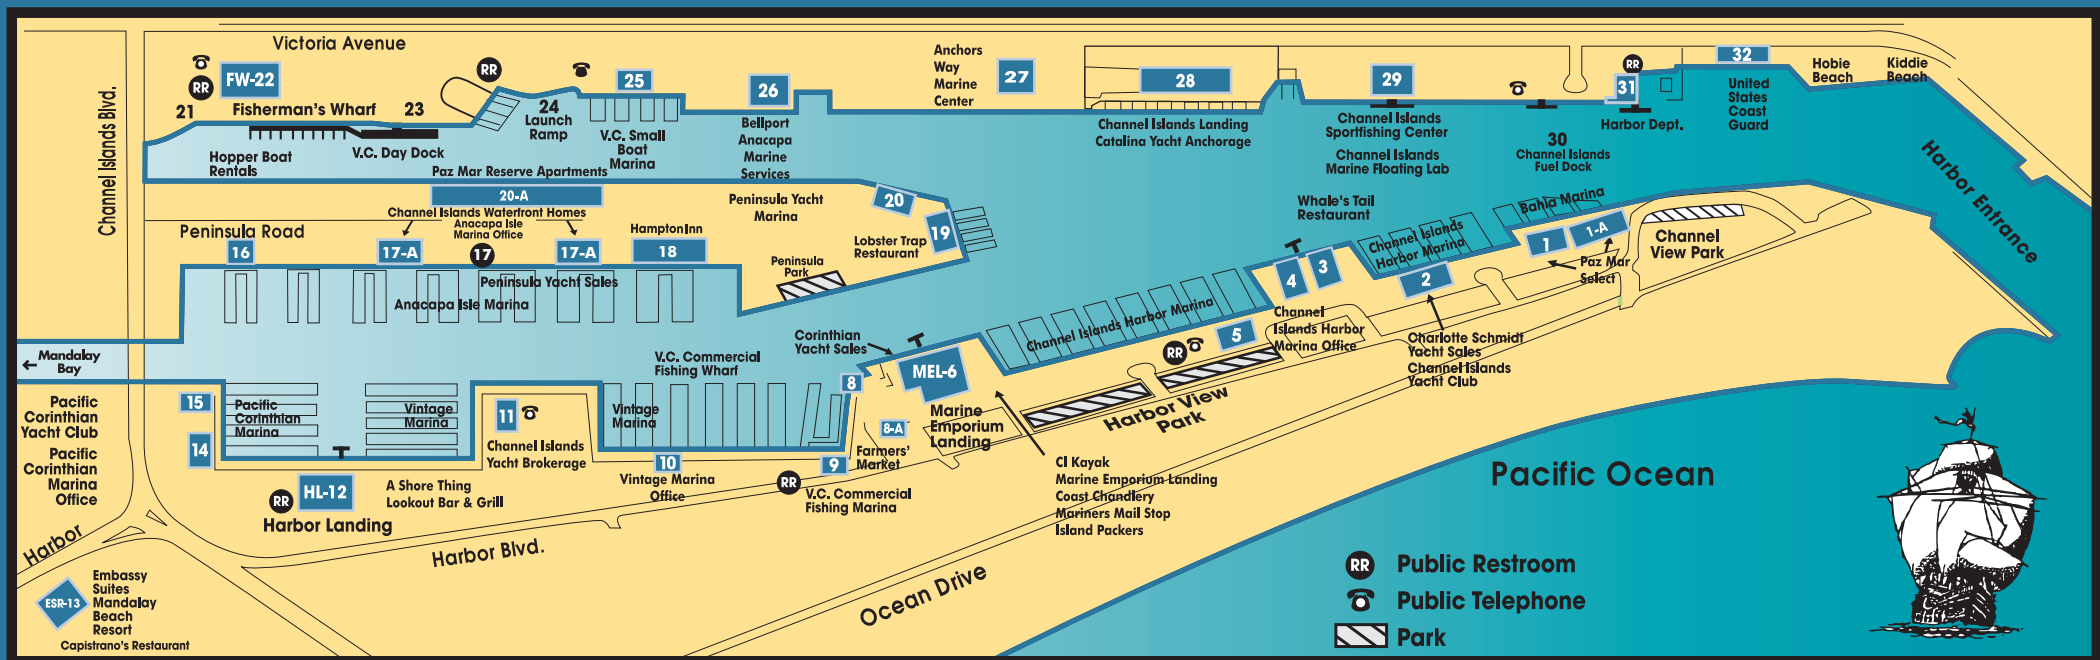 Victoria Avenue
Channel Islands Blvd.
RR
FW-22
21
Fisherman's Wharf
23
Hopper Boat
Rentals
V.C. Day Dock
RR
24
Launch
Ramp
25
V.C. Small
Boat
Marina
26
Bellport
Anacapa
Marine
Services
Anchors
Way
Marine
Center
27
28
Channel Islands Landing
Catalina Yacht Anchorage
29
Channel Islands
Sportfishing Center
Channel Islands
Marine Floating Lab
30
Channel Islands
Fuel Dock
RR
31
Harbor Dept.
32
United
States
Coast
Guard
Hobie
Beach
Kiddie
Beach
Harbor Entrance
Paz Mar Reserve Apartments
20-A
Channel Islands Waterfront Homes
Anacapa Isle
Marina Office
Peninsula Road
16
17-A
17
17-A
Hampton Inn
18
Peninsula Yacht Sales
Anacapa Isle Marina
Peninsula Yacht
Marina
20
19
Lobster Trap
Restaurant
Peninsula
Park
Whale's Tail
Restaurant
Bahia Marina
Channel Islands
Harbor Marina
1
1-A
Paz Mar
Select
Channel
View Park
2
3
4
Channel
Islands Harbor
Marina Office
Charlotte Schmidt
Yacht Sales
Channel Islands
Yacht Club
Channel Islands Harbor Marina
5
RR
Harbor View
Park
Corinthian
Yacht Sales
MEL-6
Marine
Emporium
Landing
CI Kayak
Marine Emporium Landing
Coast Chandlery
Mariners Mail Stop
Island Packers
8
8-A
Farmers'
Market
9
RR
V.C. Commercial
Fishing Marina
V.C. Commercial
Fishing Wharf
Vintage
Marina
10
Vintage Marina
Office
11
Channel Islands
Yacht Brokerage
Vintage
Marina
Pacific
Corinthian
Marina
Mandalay
Bay
15
Pacific
Corinthian
Yacht Club
14
Pacific
Corinthian
Marina
Office
RR
HL-12
Harbor Landing
A Shore Thing
Lookout Bar & Grill
Harbor
Harbor Blvd.
Ocean Drive
ESR-13
Embassy
Suites
Mandalay
Beach
Resort
Capistrano's Restaurant
Pacific Ocean
RR Public Restroom
Public Telephone
Park